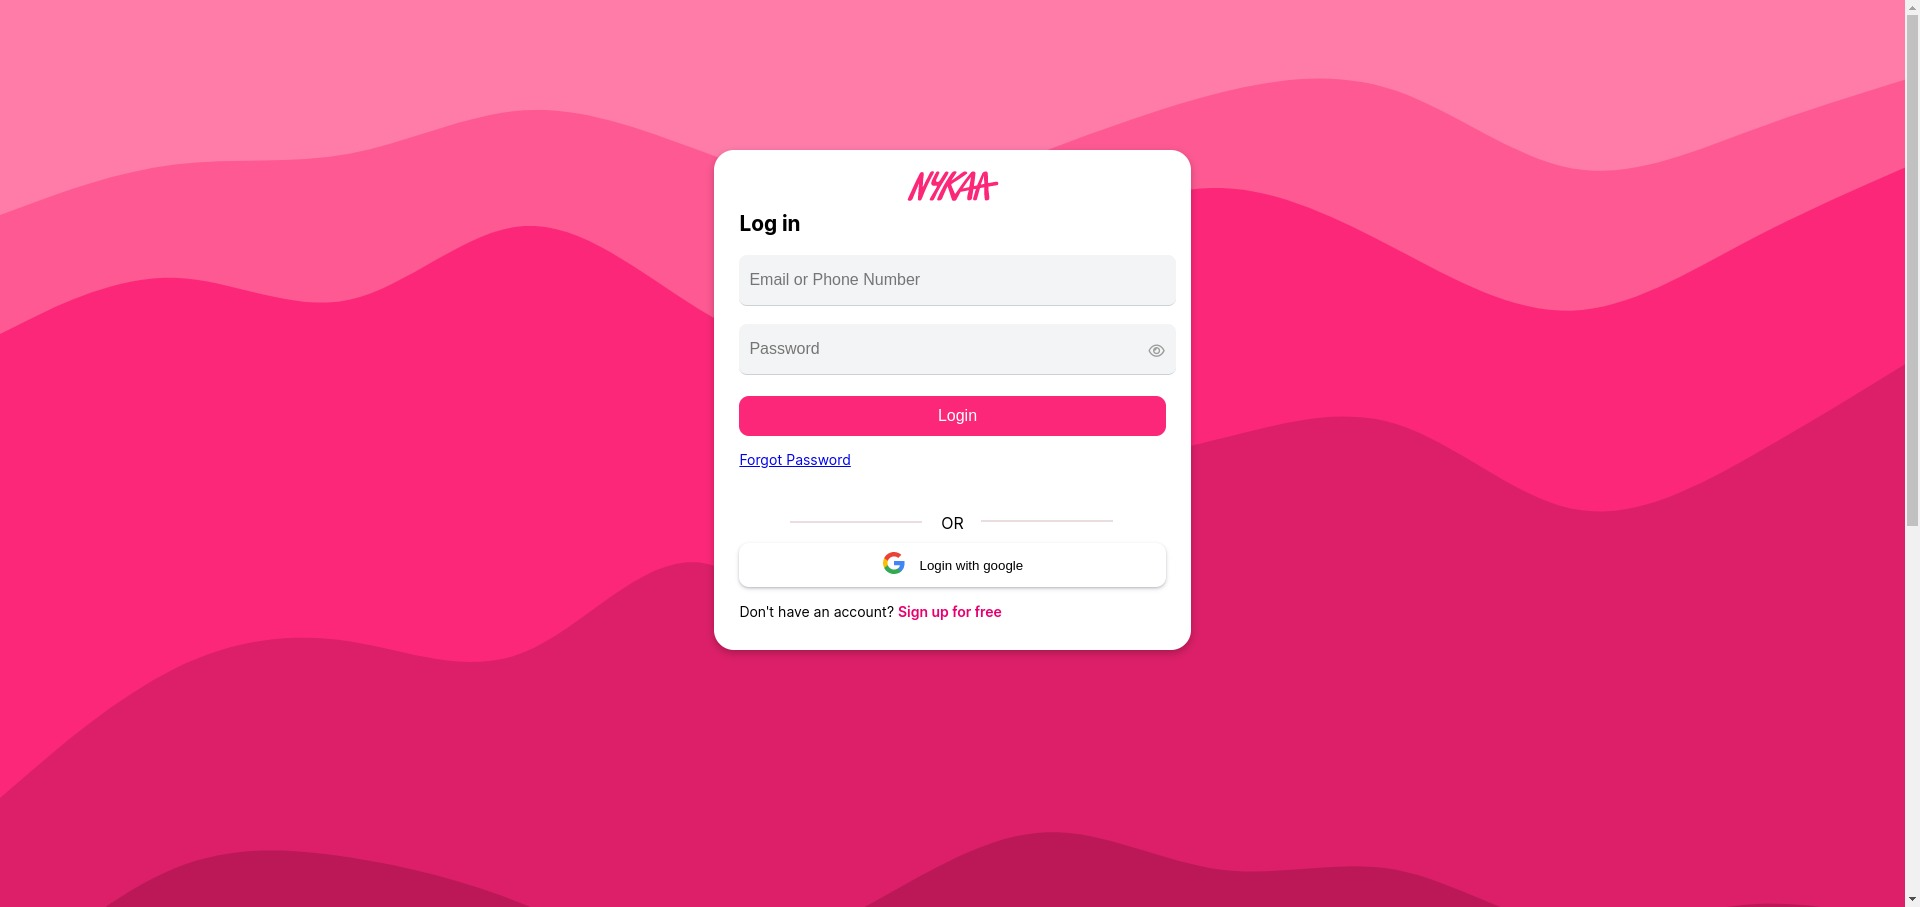 NYKAA
Log in
Email or Phone Number
Password
Login
Forgot Password
OR
Login with google
Don't have an account? Sign up for free